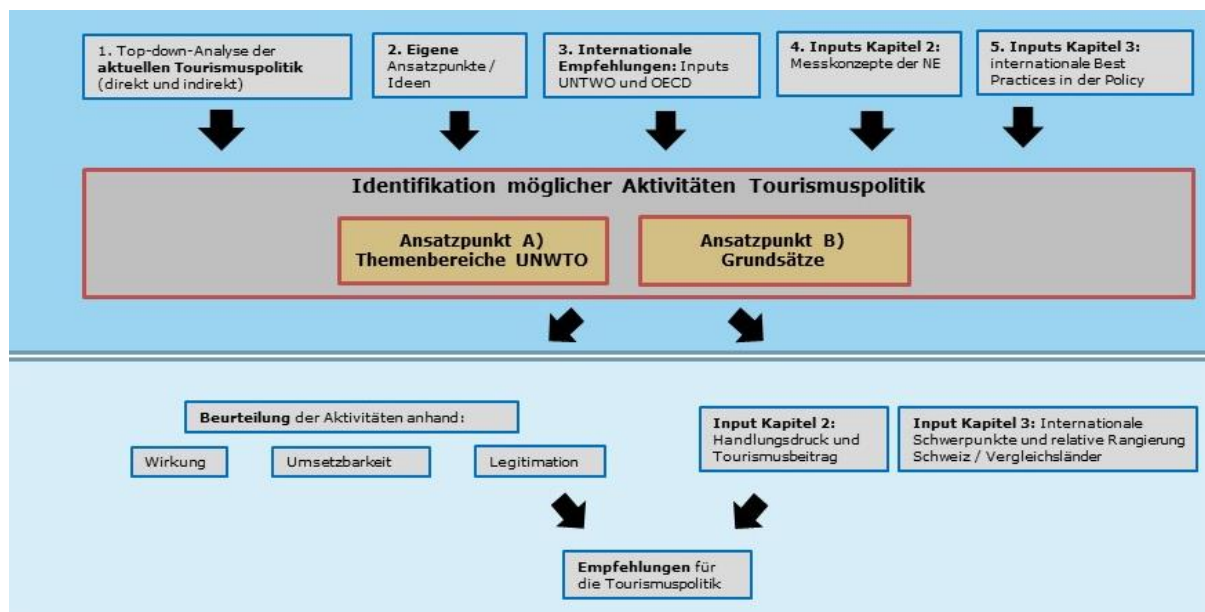 1. Top-down-Analyse der
aktuellen Tourismuspolitik
(direkt und indirekt)
2. Eigene
Ansatzpunkte /
Ideen
3. Internationale
Empfehlungen: Inputs
UNTWO und OECD
4. Inputs Kapitel 2:
Messkonzepte der NE
5. Inputs Kapitel 3:
internationale Best
Practices in der Policy
Identifikation möglicher Aktivitäten Tourismuspolitik
Ansatzpunkt A)
Themenbereiche UNWTO
Ansatzpunkt B)
Grundsätze
Beurteilung der Aktivitäten anhand:
Wirkung
Umsetzbarkeit
Legitimation
Input Kapitel 2:
Handlungsdruck und
Tourismusbeitrag
Input Kapitel 3: Internationale
Schwerpunkte und relative Rangierung
Schweiz / Vergleichsländer
Empfehlungen für
die Tourismuspolitik